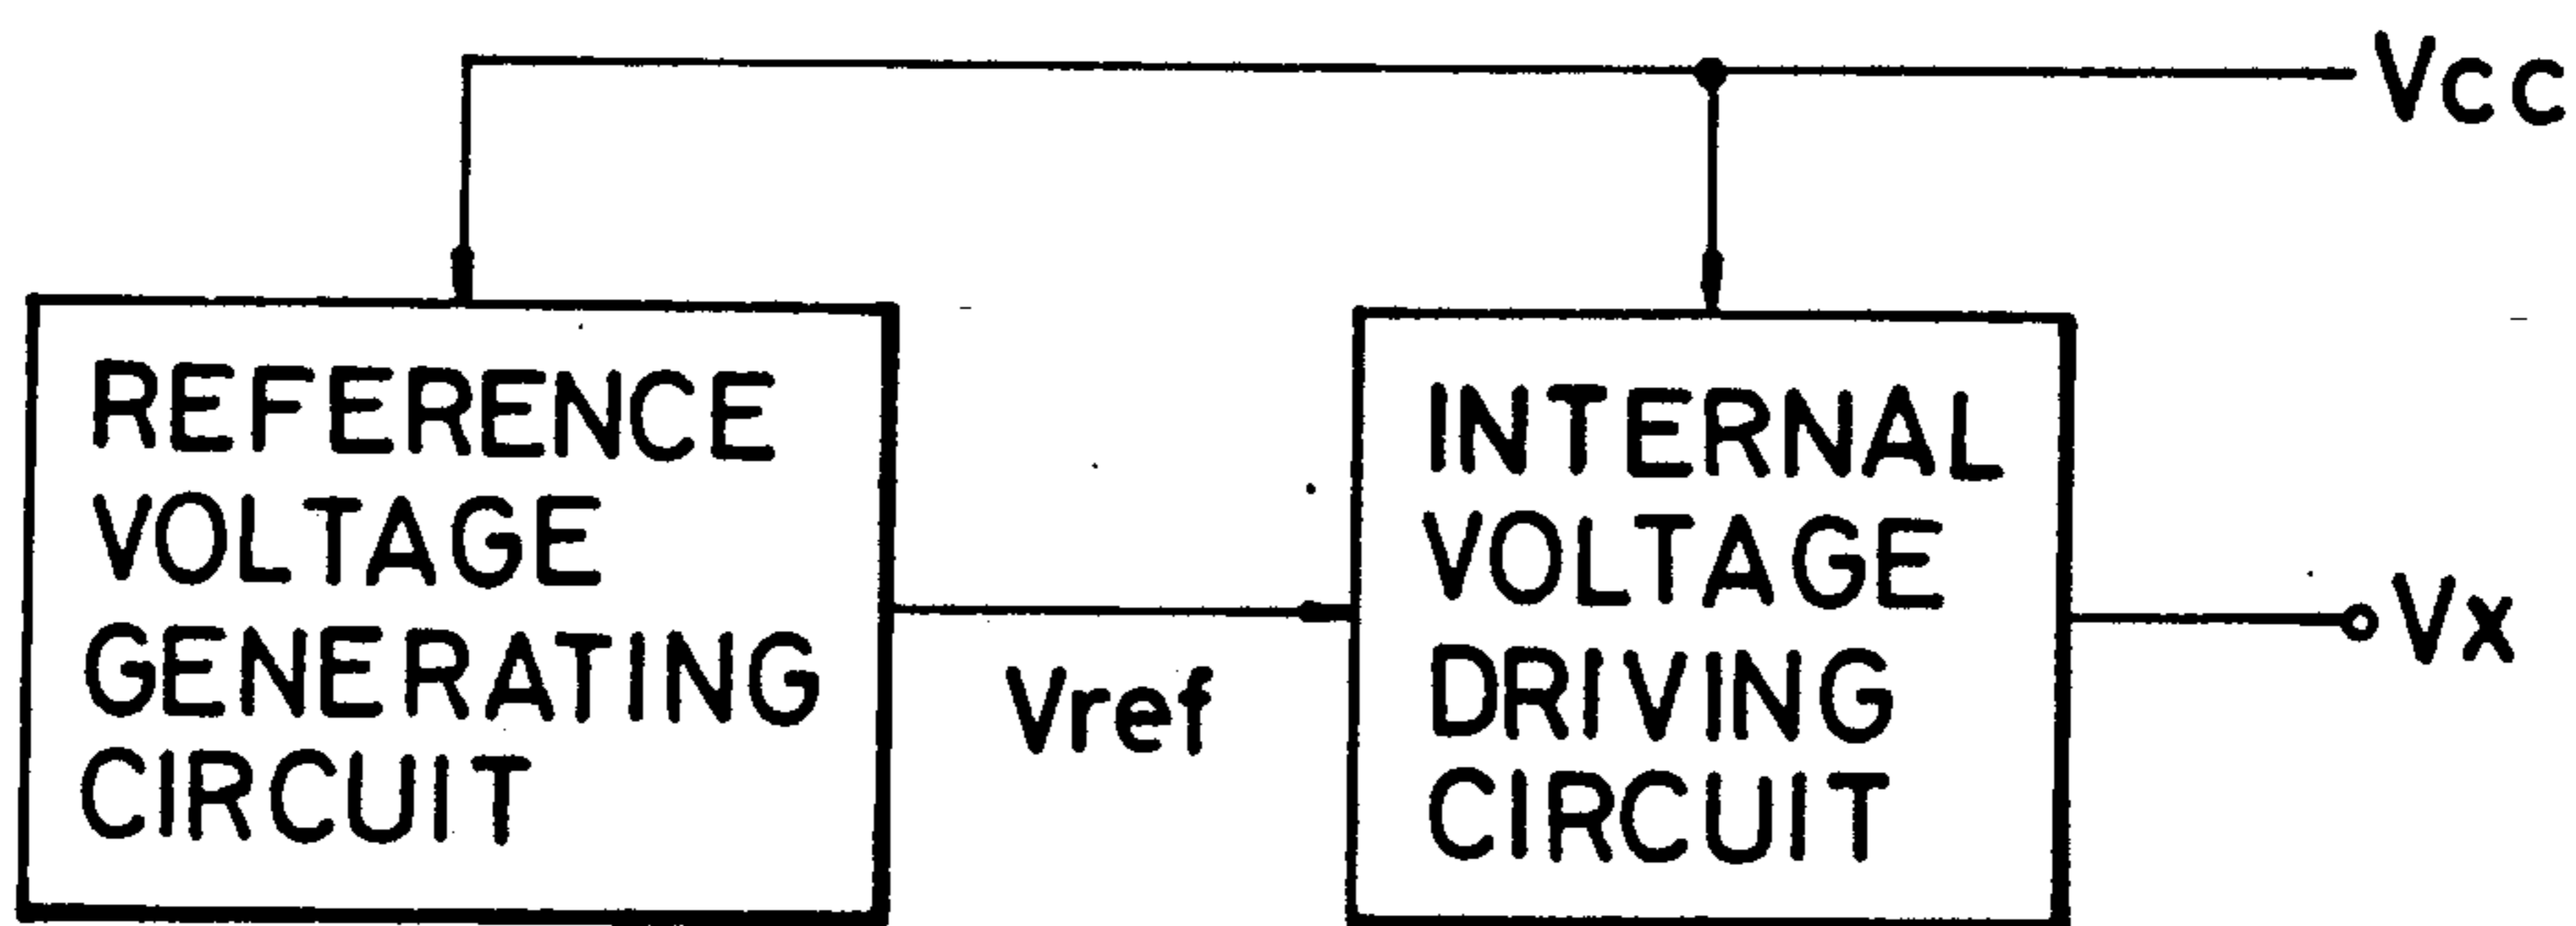 Vcc
REFERENCE
VOLTAGE
GENERATING
CIRCUIT
Vref
INTERNAL
VOLTAGE
DRIVING
CIRCUIT
Vx